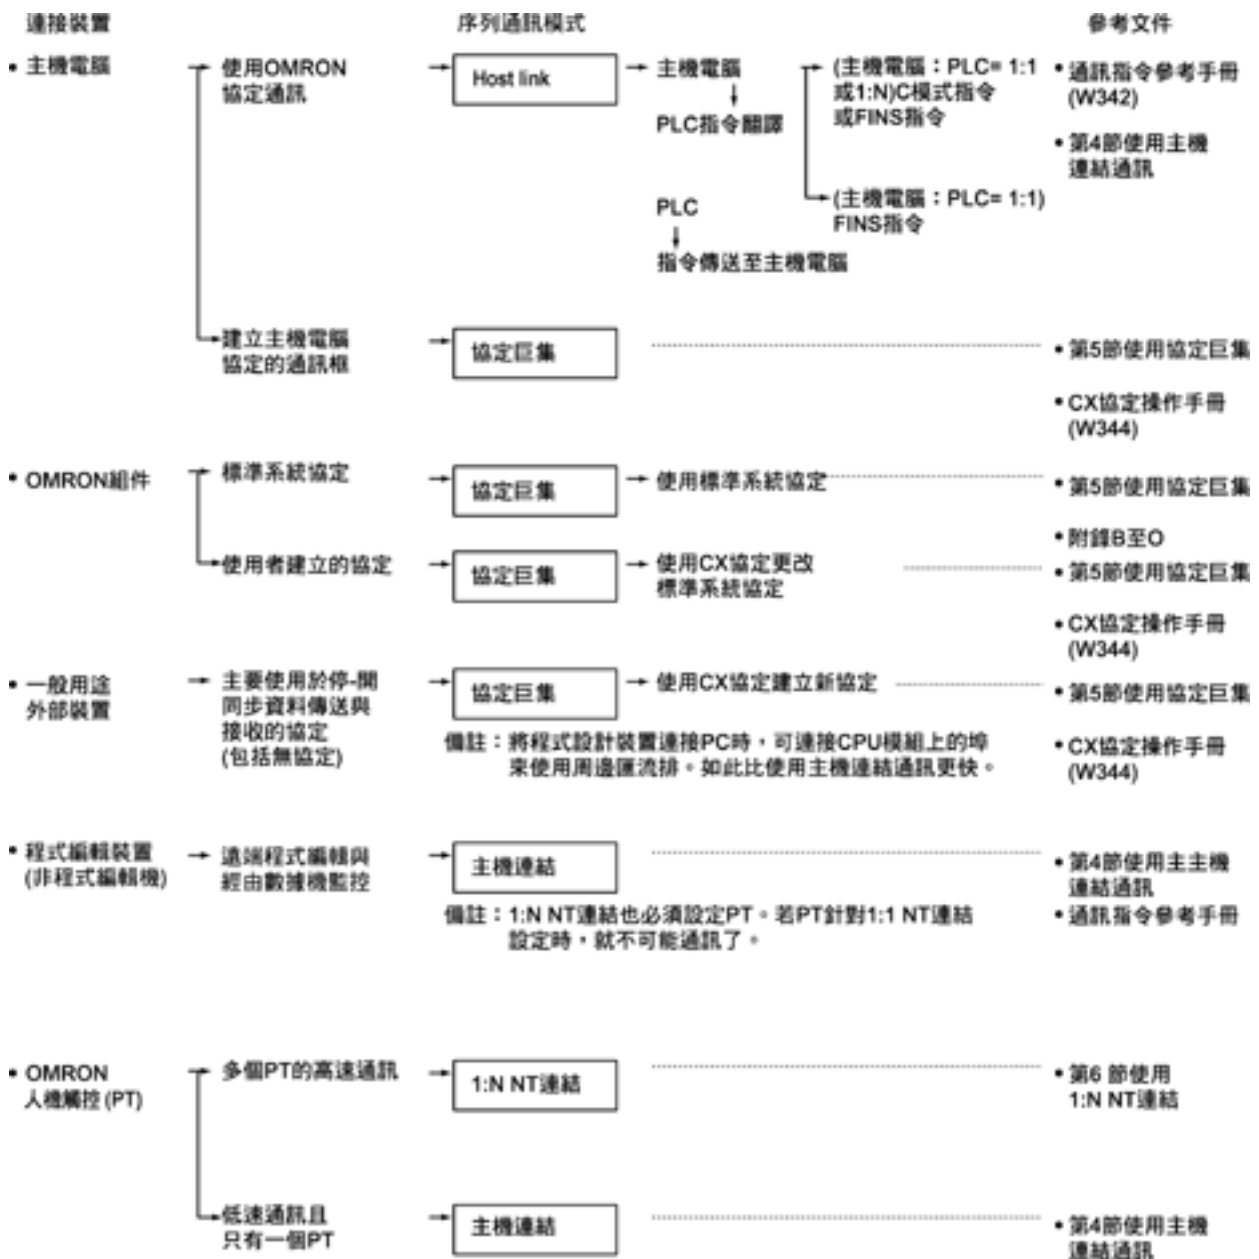 連接裝置
序列通訊模式
參考文件
• 主機電腦
使用OMRON
協定通訊
Host link
主機電腦
PLC指令翻譯
PLC
指令傳送至主機電腦
(主機電腦：PLC= 1:1
或1:N)C模式指令
或FINS指令
(主機電腦：PLC= 1:1)
FINS指令
• 通訊指令參考手冊
(W342)
• 第4節使用主機
連結通訊
建立主機電腦
協定的通訊框
協定巨集
• 第5節使用協定巨集
• CX協定操作手冊
(W344)
• OMRON組件
標準系統協定
協定巨集
使用標準系統協定
• 第5節使用協定巨集
• 附錄B至O
使用者建立的協定
協定巨集
使用CX協定更改
標準系統協定
• 第5節使用協定巨集
• CX協定操作手冊
(W344)
• 一般用途
外部裝置
主要使用於停-開
同步資料傳送與
接收的協定
(包括無協定)
協定巨集
使用CX協定建立新協定
• 第5節使用協定巨集
• CX協定操作手冊
(W344)
備註：將程式設計裝置連接PC時，可連接CPU模組上的埠
來使用周邊匯流排。如此比使用主機連結通訊更快。
• 程式編輯裝置
(非程式編輯機)
遠端程式編輯與
經由數據機監控
主機連結
• 第4節使用主主機
連結通訊
• 通訊指令參考手冊
備註：1:N NT連結也必須設定PT。若PT針對1:1 NT連結
設定時，就不可能通訊了。
• OMRON
人機觸控 (PT)
多個PT的高速通訊
1:N NT連結
• 第6 節使用
1:N NT連結
低速通訊且
只有一個PT
主機連結
• 第4節使用主機
連結通訊